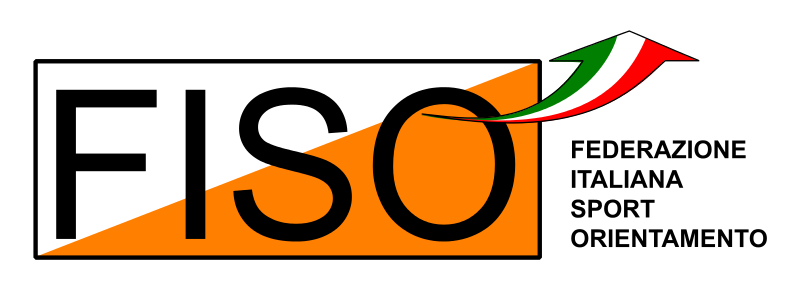 FISO
FEDERAZIONE
ITALIANA
SPORT
ORIENTAMENTO